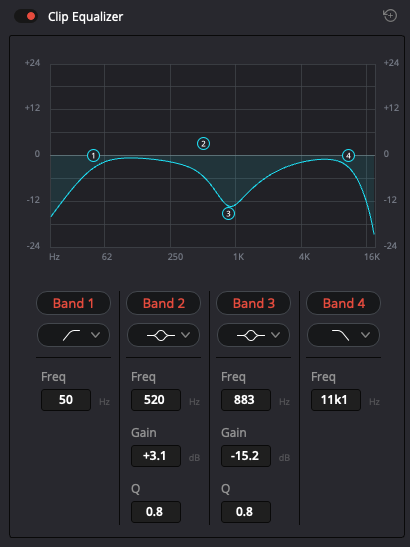 Clip Equalizer
+24 +24
+12 +12
0 1 2 4 0
-12 3 -12
-24 -24
Hz 62 250 1K 4K 16K
Band 1 Band 2 Band 3 Band 4
Freq Freq Freq Freq
50 Hz 520 Hz 883 Hz 11k1 Hz
Gain Gain
+3.1 dB -15.2 dB
Q Q
0.8 0.8